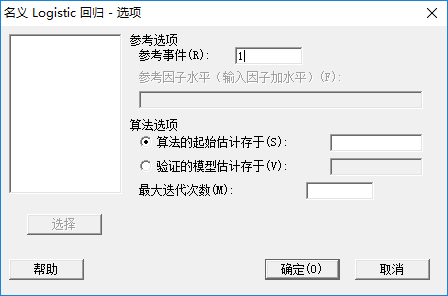 名义 Logistic 回归 - 选项
参考选项
参考事件(R): 1
参考因子水平（输入因子加水平）(F):
算法选项
算法的起始估计存于(S):
验证的模型估计存于(V):
最大迭代次数(M):
选择
帮助 确定(O) 取消